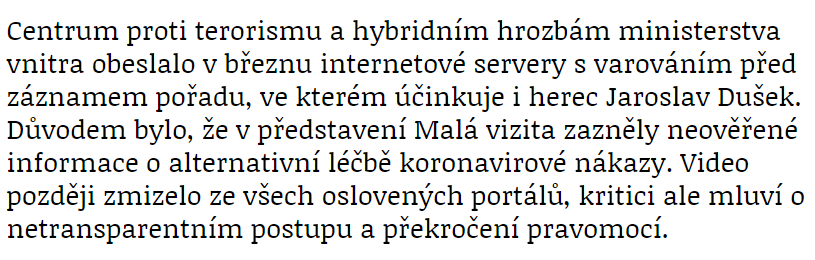 Centrum proti terorismu a hybridním hrozbám ministerstva
vnitra obeslalo v březnu internetové servery s varováním před
záznamem pořadu, ve kterém účinkuje i herec Jaroslav Dušek.
Důvodem bylo, že v představení Malá vizita zazněly neověřené
informace o alternativní léčbě koronavirové nákazy. Video
později zmizelo ze všech oslovených portálů, kritici ale mluví o
netransparentním postupu a překročení pravomocí.